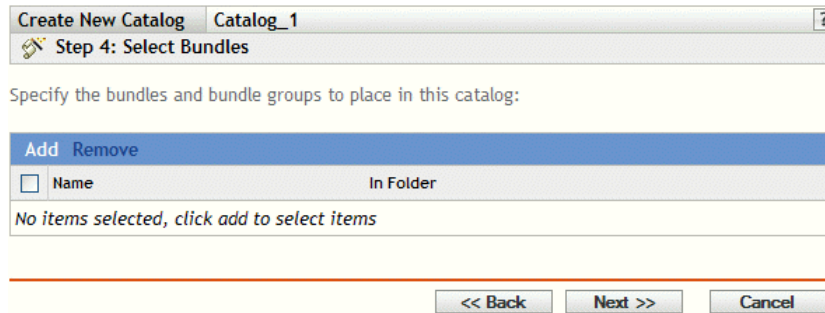 Create New Catalog Catalog_1 ?
Step 4: Select Bundles
Specify the bundles and bundle groups to place in this catalog:
Add Remove
Name In Folder
No items selected, click add to select items
<< Back Next >> Cancel